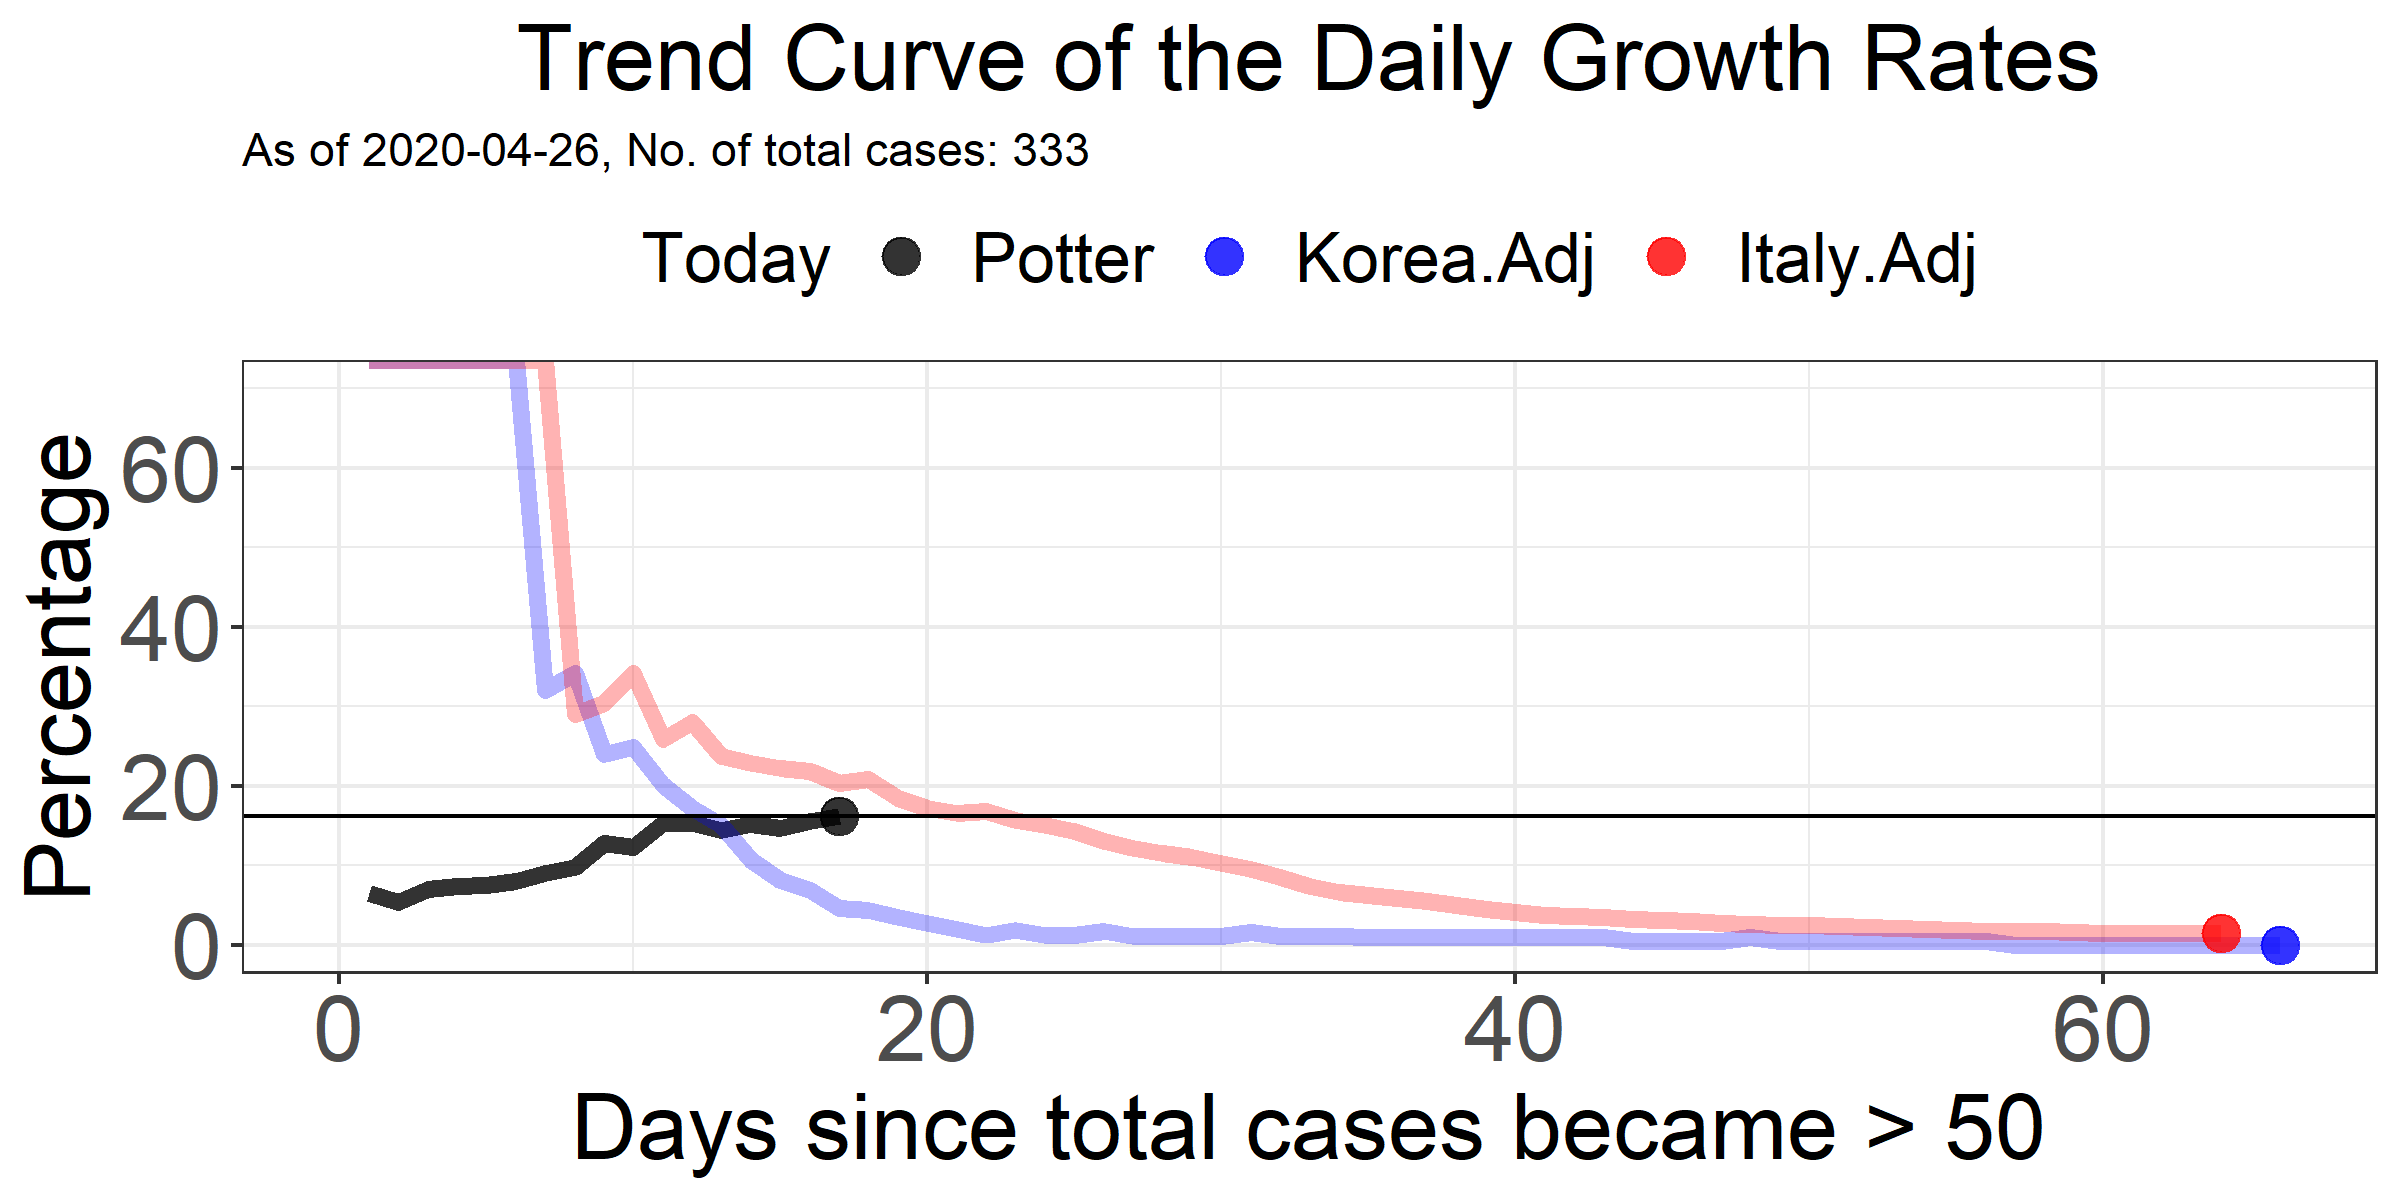 Trend Curve of the Daily Growth Rates
As of 2020-04-26, No. of total cases: 333
Today Potter Korea.Adj Italy.Adj
Percentage
60
40
20
0
0 20 40 60
Days since total cases became > 50